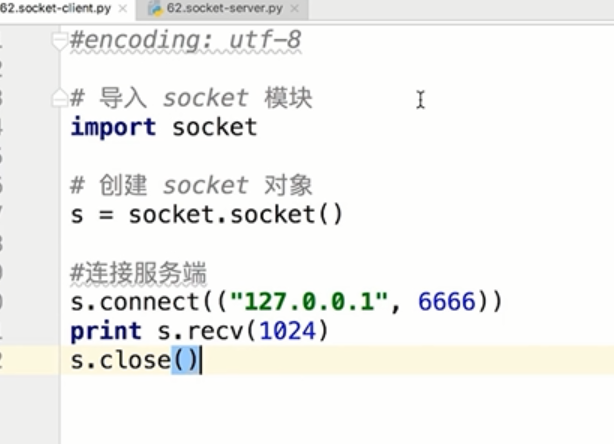 62.socket-client.py × 62.socket-server.py ×
#encoding: utf-8
# 导入 socket 模块
import socket
# 创建 socket 对象
s = socket.socket()
#连接服务端
s.connect(("127.0.0.1", 6666))
print s.recv(1024)
s.close()